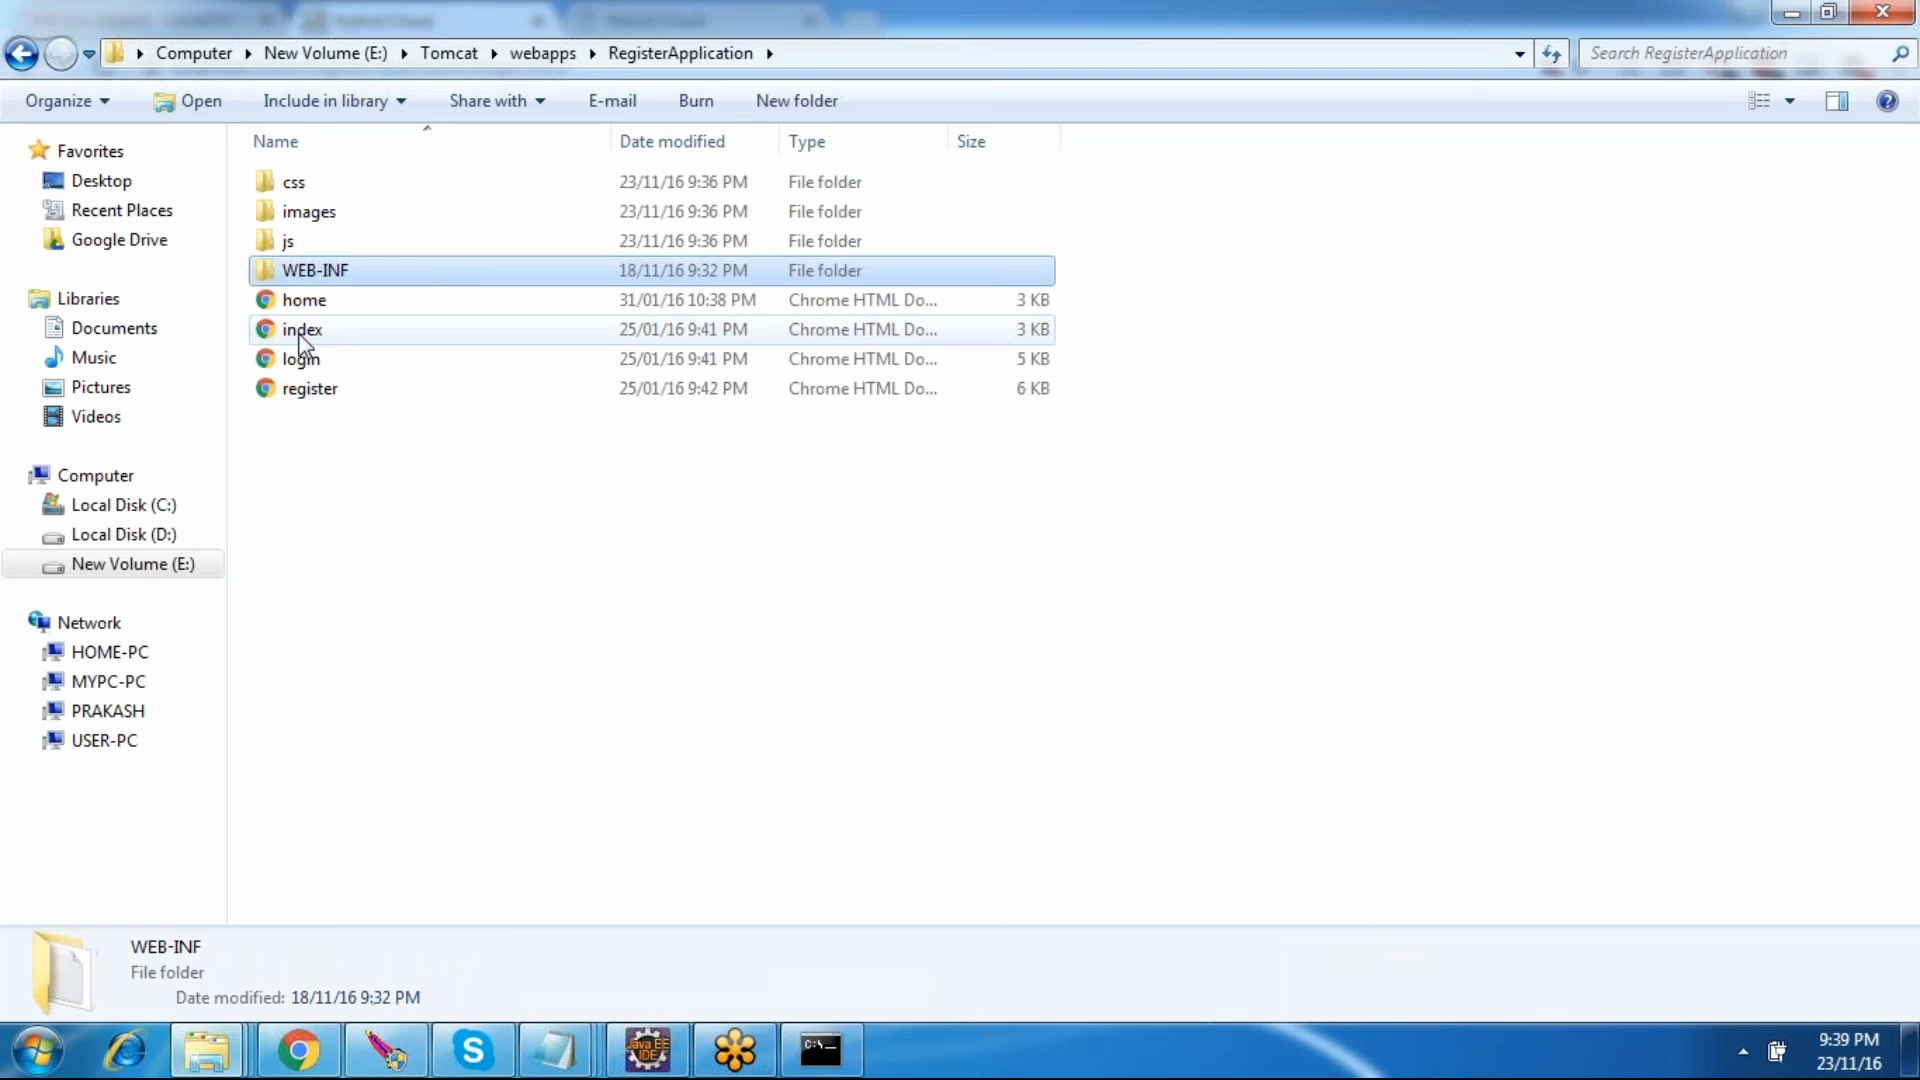 Computer New Volume (E:) Tomcat webapps RegisterApplication
Search RegisterApplication
Organize Open Include in library Share with E-mail Burn New folder
Name Date modified Type Size
css 23/11/16 9:36 PM File folder
images 23/11/16 9:36 PM File folder
js 23/11/16 9:36 PM File folder
WEB-INF 18/11/16 9:32 PM File folder
home 31/01/16 10:38 PM Chrome HTML Do... 3 KB
index 25/01/16 9:41 PM Chrome HTML Do... 3 KB
login 25/01/16 9:41 PM Chrome HTML Do... 5 KB
register 25/01/16 9:42 PM Chrome HTML Do... 6 KB
Favorites
Desktop
Recent Places
Google Drive
Libraries
Documents
Music
Pictures
Videos
Computer
Local Disk (C:)
Local Disk (D:)
New Volume (E:)
Network
HOME-PC
MYPC-PC
PRAKASH
USER-PC
WEB-INF
File folder
Date modified: 18/11/16 9:32 PM
Java EE
IDE
C:\
9:39 PM
23/11/16